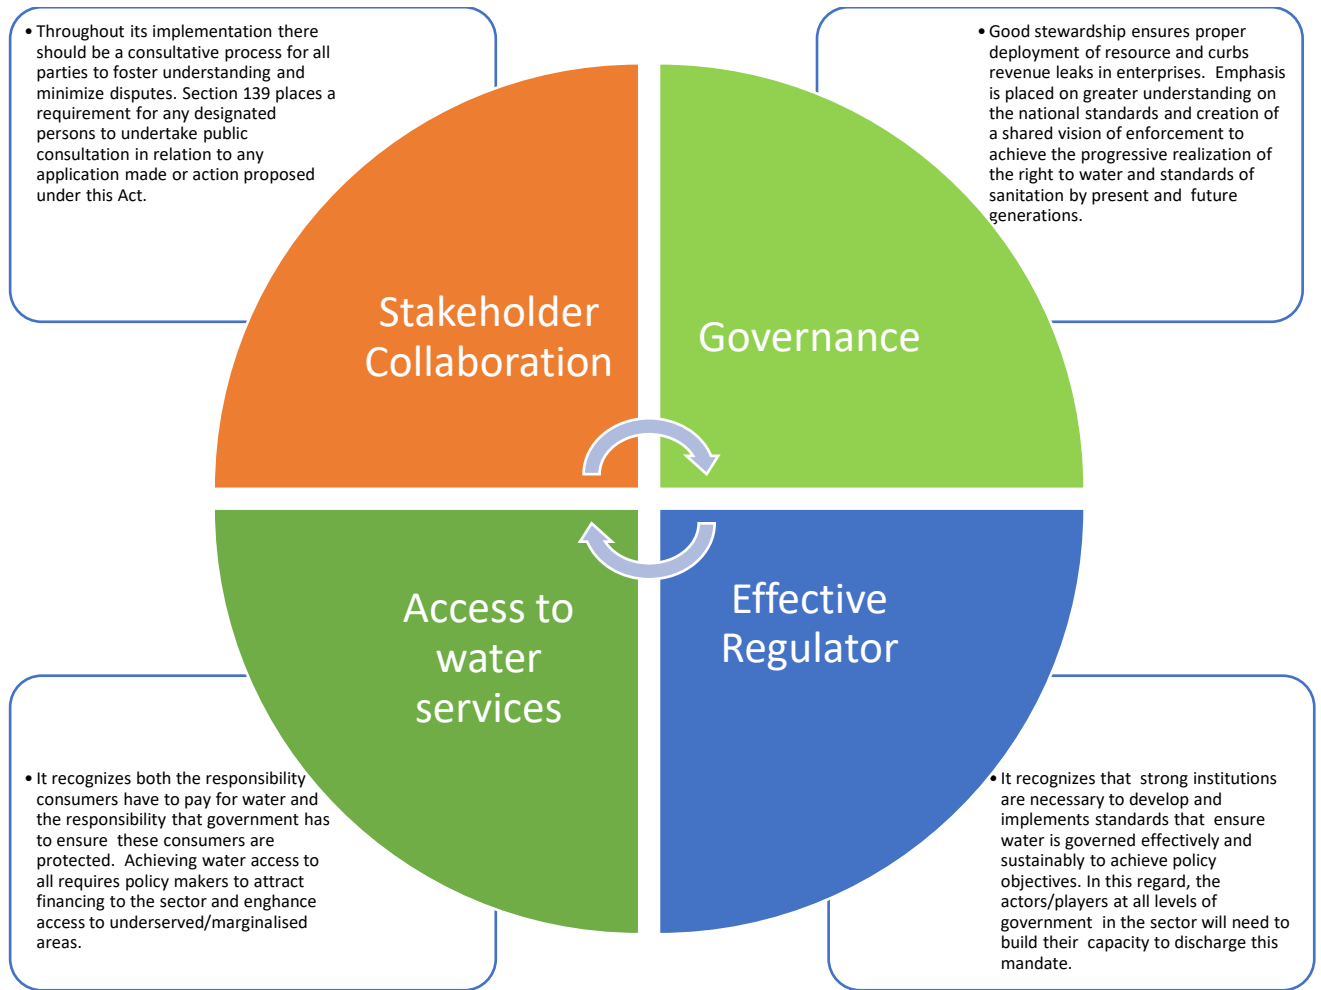 • Throughout its implementation there
should be a consultative process for all
parties to foster understanding and
minimize disputes. Section 139 places a
requirement for any designated
persons to undertake public
consultation in relation to any
application made or action proposed
under this Act.
• Good stewardship ensures proper
deployment of resource and curbs
revenue leaks in enterprises. Emphasis
is placed on greater understanding on
the national standards and creation of
a shared vision of enforcement to
achieve the progressive realization of
the right to water and standards of
sanitation by present and future
generations.
Stakeholder
Collaboration
Governance
Access to
water
services
Effective
Regulator
• It recognizes both the responsibility
consumers have to pay for water and
the responsibility that government has
to ensure these consumers are
protected. Achieving water access to
all requires policy makers to attract
financing to the sector and enghance
access to underserved/marginalised
areas.
• It recognizes that strong institutions
are necessary to develop and
implements standards that ensure
water is governed effectively and
sustainably to achieve policy
objectives. In this regard, the
actors/players at all levels of
government in the sector will need to
build their capacity to discharge this
mandate.